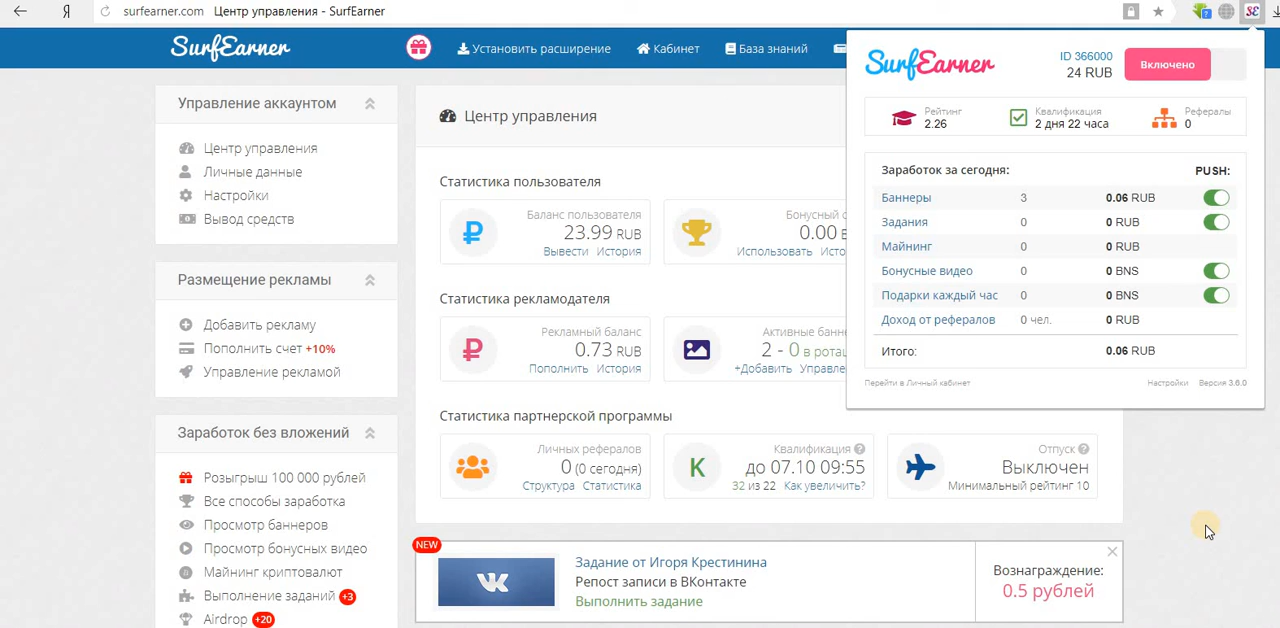 Я surfearner.com Центр управления - SurfEarner SE
SurfEarner Установить расширение Кабинет База знаний
Управление аккаунтом
Центр управления
Личные данные
Настройки
Вывод средств
Размещение рекламы
Добавить рекламу
Пополнить счет +10%
Управление рекламой
Заработок без вложений
Розыгрыш 100 000 рублей
Все способы заработка
Просмотр баннеров
Просмотр бонусных видео
Майнинг криптовалют
Выполнение заданий +3
Airdrop +20
Центр управления
Статистика пользователя
Баланс пользователя
23.99 RUB
Вывести История
Бонусный с
0.00 B
Использовать Исто
Статистика рекламодателя
Рекламный баланс
0.73 RUB
Пополнить История
Активные банн
2 - 0 в рота
+Добавить Управле
Статистика партнерской программы
Личных рефералов
0 (0 сегодня)
Структура Статистика
K
Квалификация ?
до 07.10 09:55
32 из 22 Как увеличить?
Отпуск ?
Выключен
Минимальный рейтинг 10
NEW
Задание от Игоря Крестинина
Репост записи в ВКонтакте
Выполнить задание
Вознаграждение:
0.5 рублей
SurfEarner
ID 366000
24 RUB
Включено
Рейтинг
2.26
Квалификация
2 дня 22 часа
Рефералы
0
Заработок за сегодня: PUSH:
Баннеры 3 0.06 RUB
Задания 0 0 RUB
Майнинг 0 0 RUB
Бонусные видео 0 0 BNS
Подарки каждый час 0 0 BNS
Доход от рефералов 0 чел. 0 RUB
Итого: 0.06 RUB
Перейти в Личный кабинет Настройки Версия 3.6.0